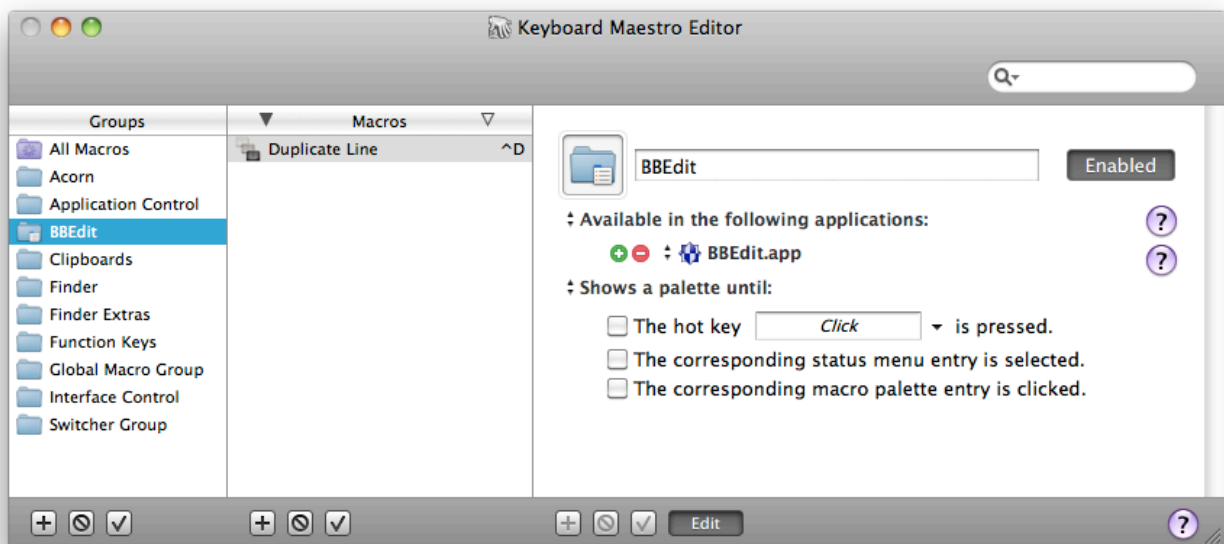 Keyboard Maestro Editor
Groups
All Macros
Acorn
Application Control
BBEdit
Clipboards
Finder
Finder Extras
Function Keys
Global Macro Group
Interface Control
Switcher Group
Macros
Duplicate Line ^D
BBEdit Enabled
Available in the following applications: ?
BBEdit.app ?
Shows a palette until:
The hot key Click is pressed.
The corresponding status menu entry is selected.
The corresponding macro palette entry is clicked.
Edit ?